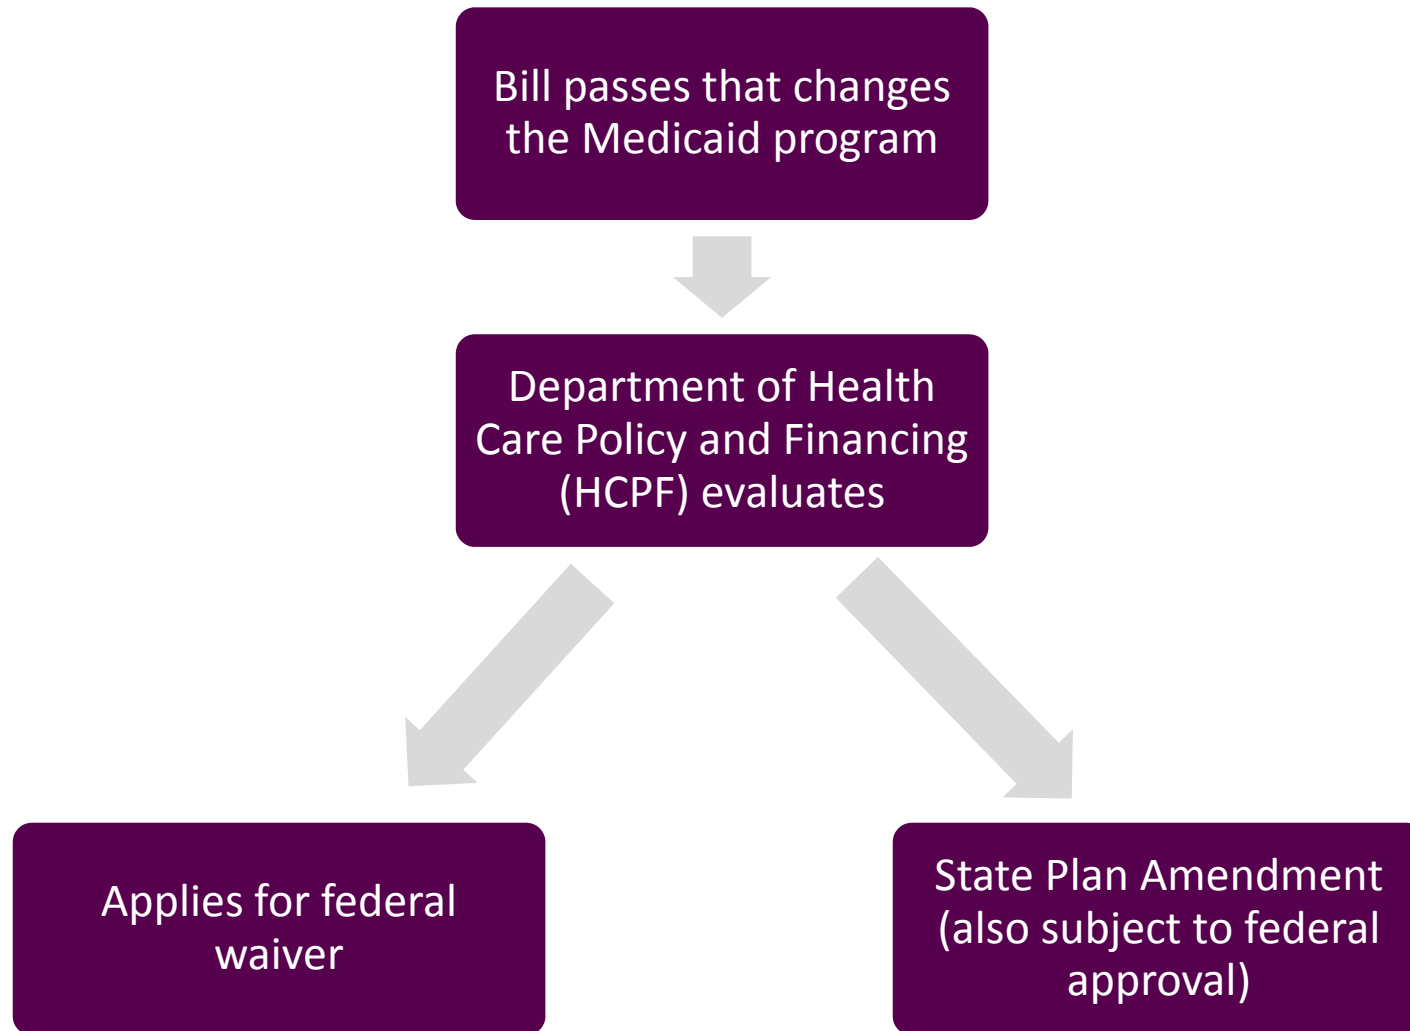 Bill passes that changes
the Medicaid program
Department of Health
Care Policy and Financing
(HCPF) evaluates
Applies for federal
waiver
State Plan Amendment
(also subject to federal
approval)